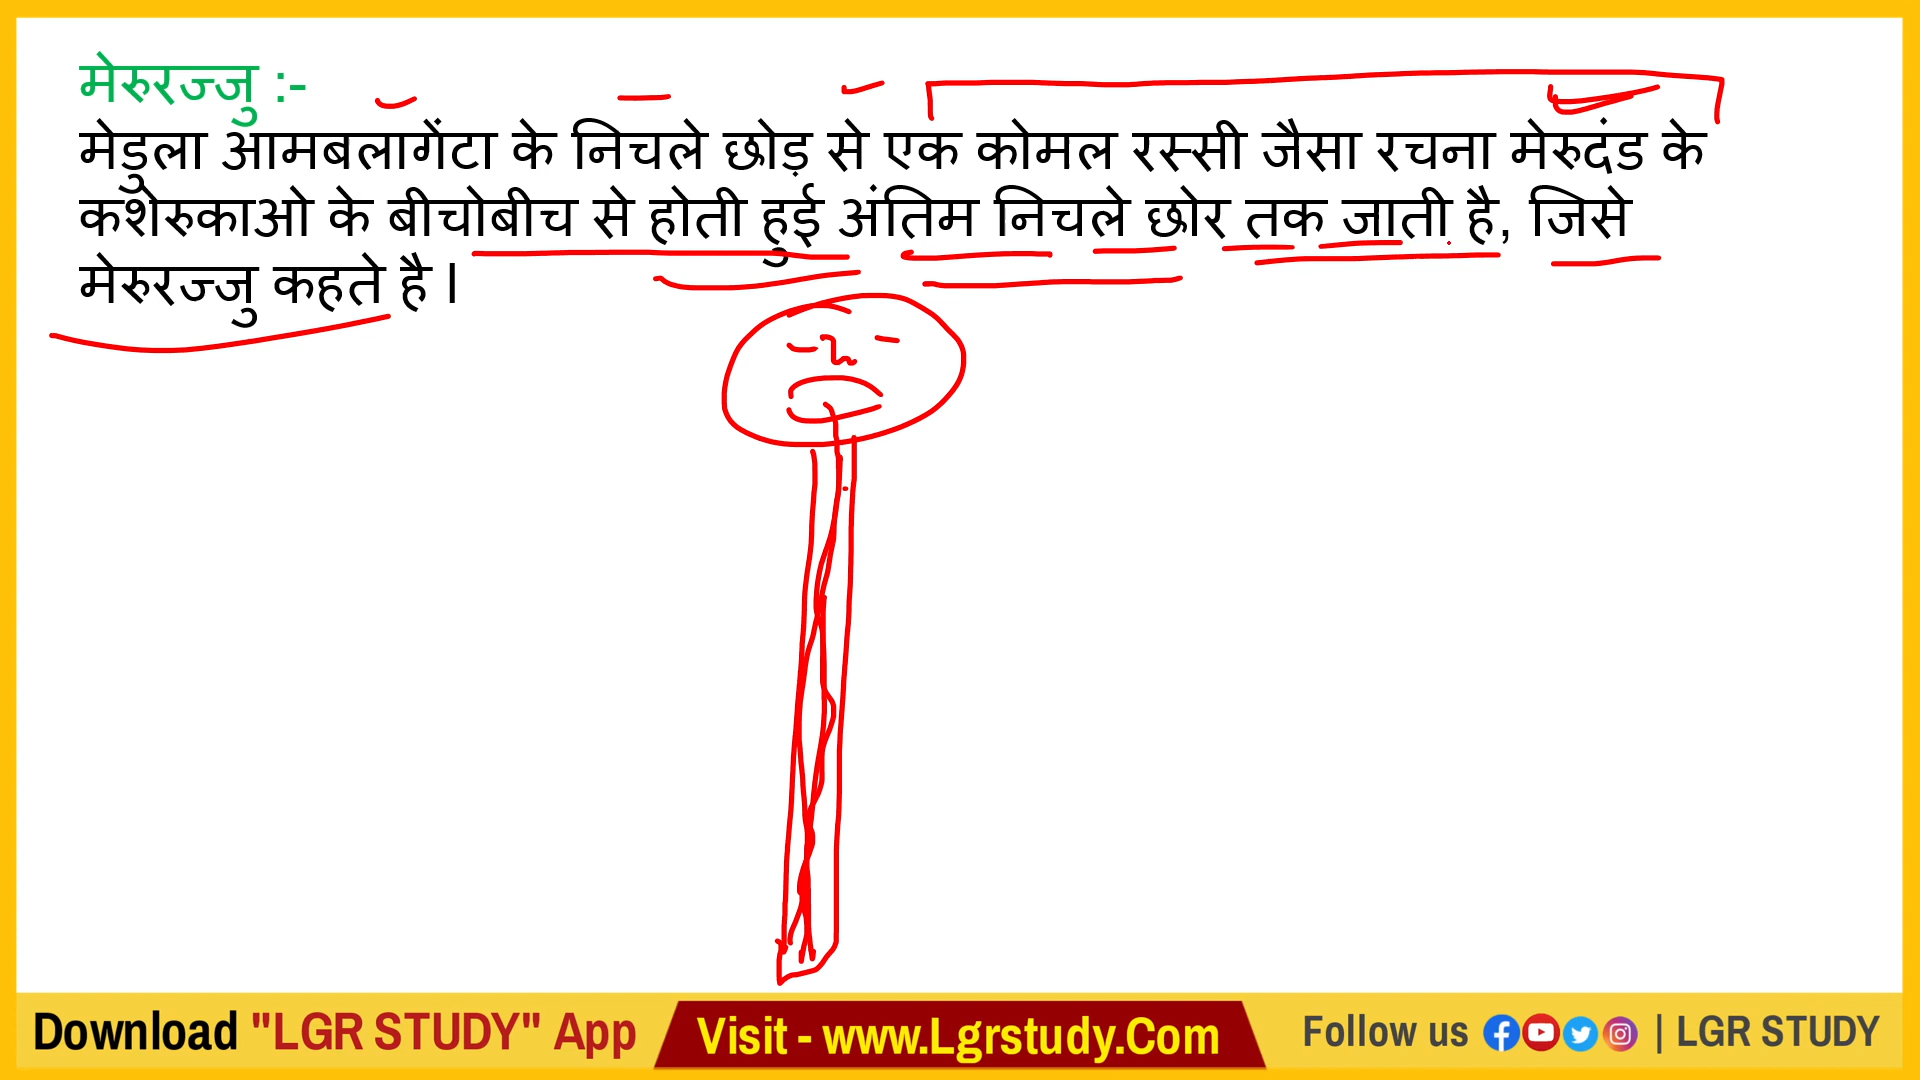 मेरुरज्जु :-
मेडुला आमबलागेंटा के निचले छोड़ से एक कोमल रस्सी जैसा रचना मेरुदंड के
कशेरुकाओ के बीचोबीच से होती हुई अंतिम निचले छोर तक जाती है, जिसे
मेरुरज्जु कहते है l
Download "LGR STUDY" App Visit - www.Lgrstudy.Com Follow us | LGR STUDY